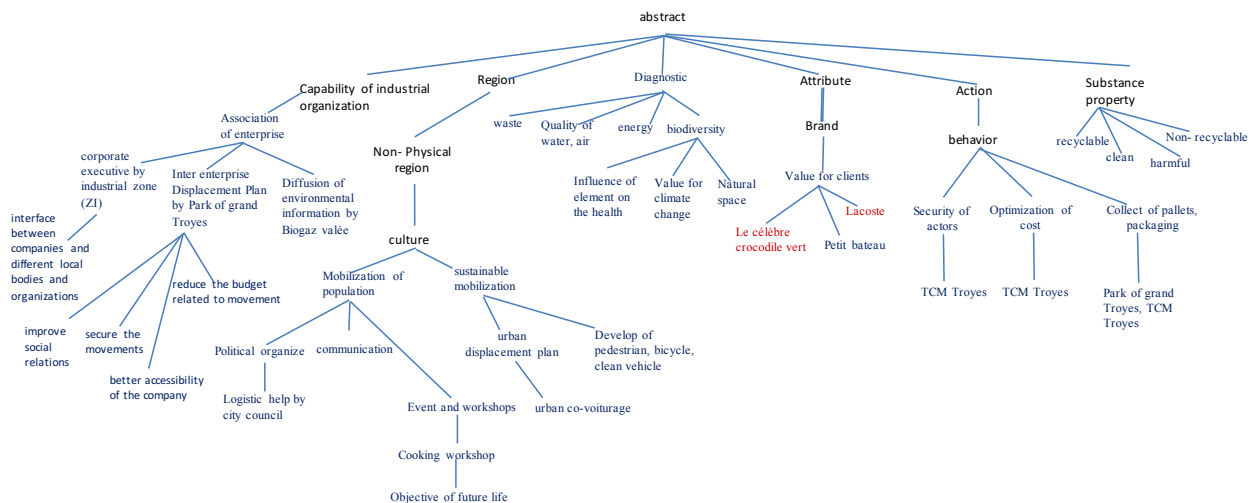 abstract
Capability of industrial
organization
Region
Diagnostic
Attribute
Action
Substance
property
Association
of enterprise
waste
Quality of
water, air
energy
biodiversity
Brand
behavior
recyclable
clean
harmful
Non- recyclable
corporate
executive by
industrial zone
(ZI)
Inter enterprise
Displacement Plan
by Park of grand
Troyes
Diffusion of
environmental
information by
Biogaz valée
Non- Physical
region
Influence of
element on
the health
Value for
climate
change
Natural
space
Value for clients
Le célèbre
crocodile vert
Petit bateau
Lacoste
Security of
actors
Optimization of
cost
Collect of pallets,
packaging
interface
between
companies and
different local
bodies and
organizations
culture
improve
social
relations
secure the
movements
better accessibility
of the company
reduce the budget
related to movement
Mobilization of
population
sustainable
mobilization
TCM Troyes
TCM Troyes
Park of grand
Troyes, TCM
Troyes
Political organize
communication
urban
displacement plan
Develop of
pedestrian, bicycle,
clean vehicle
Logistic help by
city council
Event and workshops
urban co-voiturage
Cooking workshop
Objective of future life